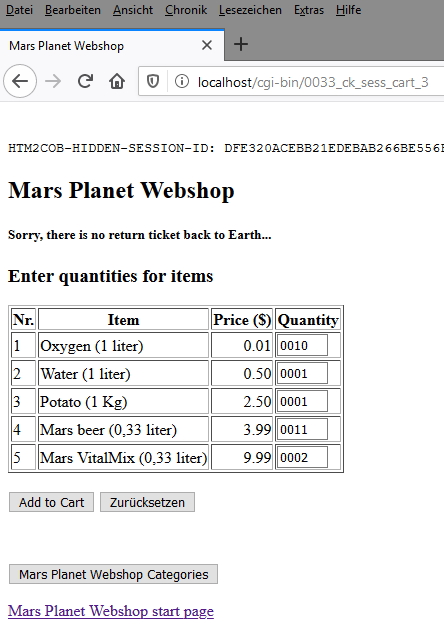 Datei Bearbeiten Ansicht Chronik Lesezeichen Extras Hilfe
Mars Planet Webshop
localhost/cgi-bin/0033_ck_sess_cart_3
HTM2COB-HIDDEN-SESSION-ID: DFE320ACEBB21EDEBAB266BE556
Mars Planet Webshop
Sorry, there is no return ticket back to Earth...
Enter quantities for items
Nr. Item Price ($) Quantity
1 Oxygen (1 liter) 0.01 0010
2 Water (1 liter) 0.50 0001
3 Potato (1 Kg) 2.50 0001
4 Mars beer (0,33 liter) 3.99 0011
5 Mars VitalMix (0,33 liter) 9.99 0002
Add to Cart Zurücksetzen
Mars Planet Webshop Categories
Mars Planet Webshop start page